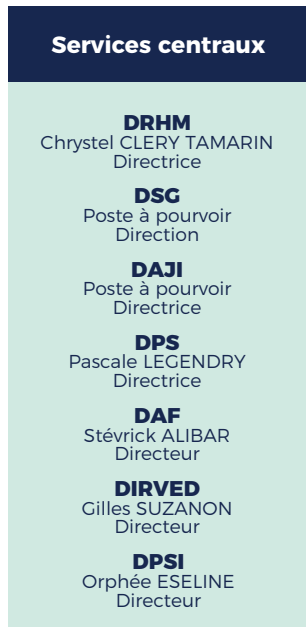 Services centraux
DRHM
Chrystel CLERY TAMARIN
Directrice
DSG
Poste à pourvoir
Direction
DAJI
Poste à pourvoir
Directrice
DPS
Pascale LEGENDRY
Directrice
DAF
Stévrick ALIBAR
Directeur
DIRVED
Gilles SUZANON
Directeur
DPSI
Orphée ESELINE
Directeur